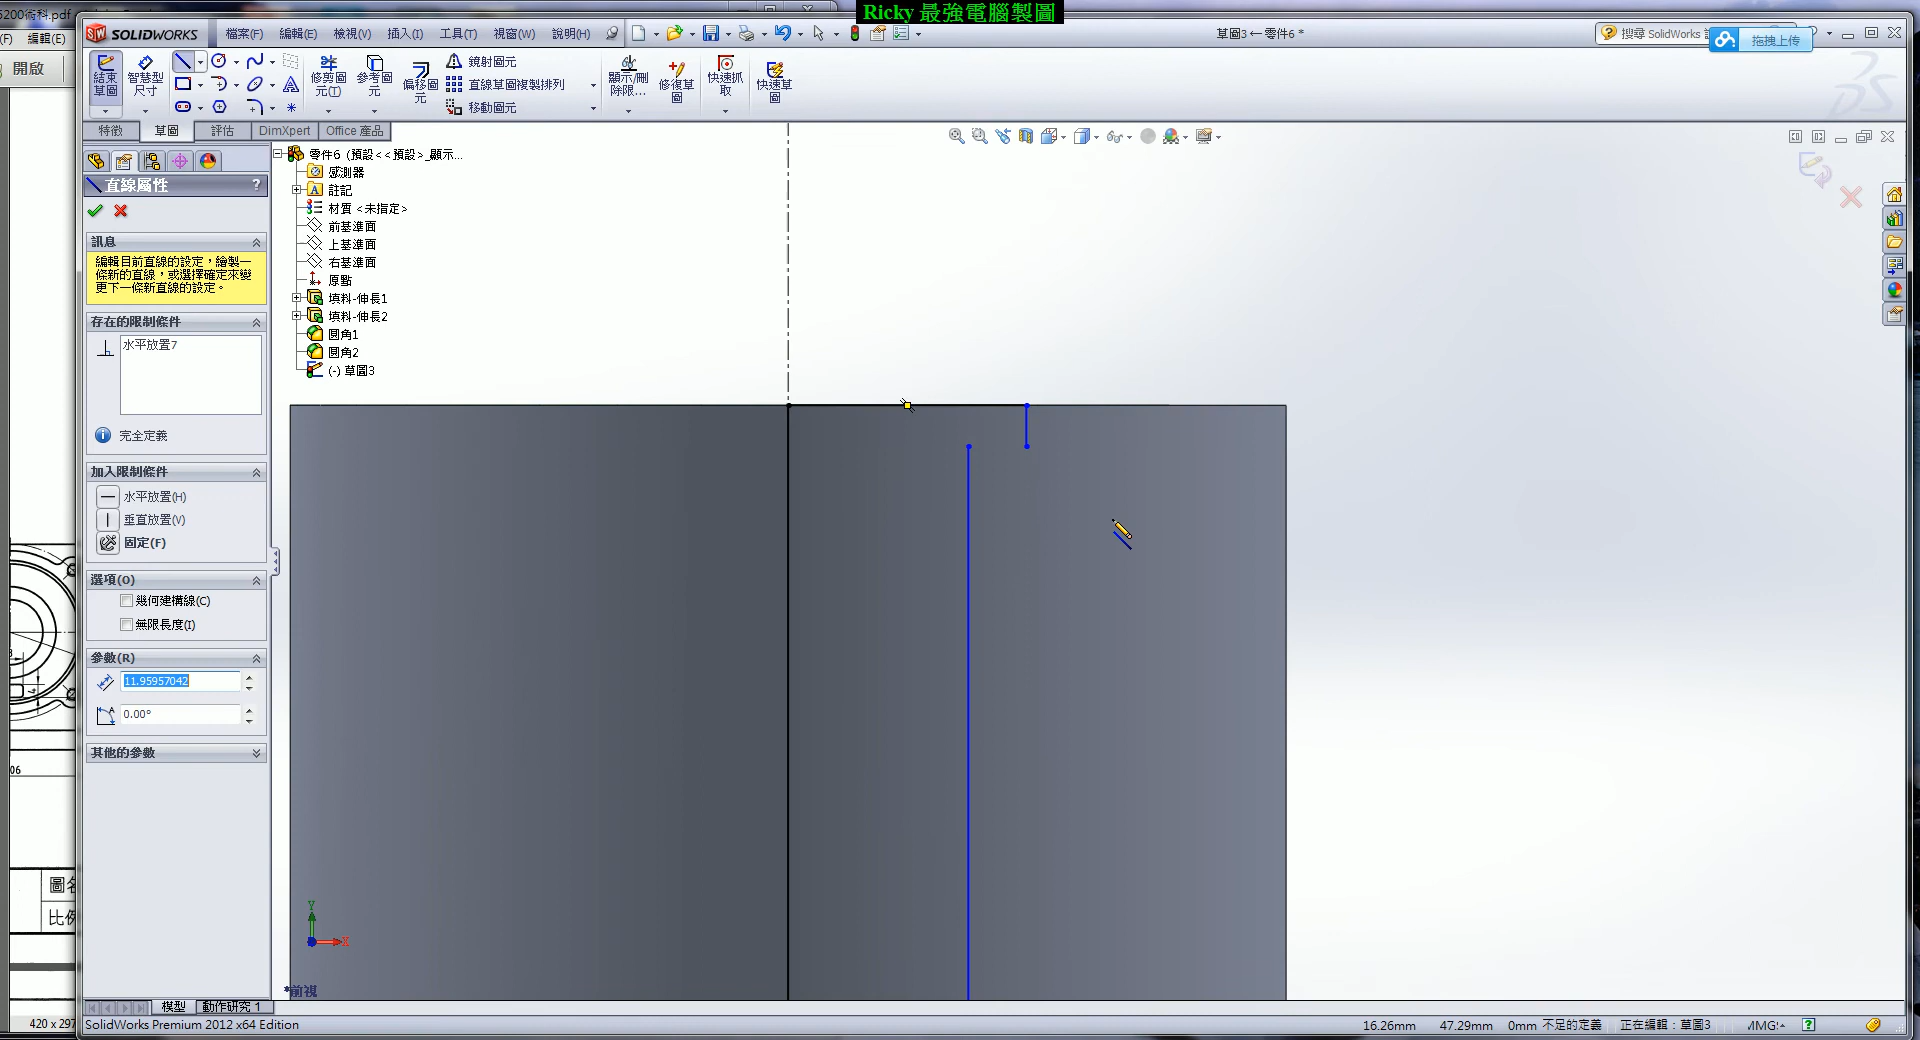 Ricky 最強電腦製圖
5200術科.pdf
(F) 編輯(E)
開啟
SOLIDWORKS
檔案(F) 編輯(E) 檢視(V) 插入(I) 工具(T) 視窗(W) 說明(H)
草圖3 ← 零件6 *
搜尋 SolidWorks
拖拽上传
結束草圖
智慧型尺寸
修剪圖元(T)
參考圖元
偏移圖元
鏡射圖元
直線草圖複製排列
移動圖元
顯示/刪除限...
修復草圖
快速抓取
快速草圖
特徵 草圖 評估 DimXpert Office 產品
直線屬性 ?
訊息
編輯目前直線的設定，繪製一
條新的直線，或選擇確定來變
更下一條新直線的設定。
存在的限制條件
水平放置7
完全定義
加入限制條件
水平放置(H)
垂直放置(V)
固定(F)
選項(O)
幾何建構線(C)
無限長度(I)
參數(R)
11.95957042
0.00°
其他的參數
零件6 (預設<<預設>_顯示...
感測器
註記
材質 <未指定>
前基準面
上基準面
右基準面
原點
填料-伸長1
填料-伸長2
圓角1
圓角2
(-) 草圖3
Y
X
*前視
模型 動作研究 1
06
圖名
比例
420 x 297
SolidWorks Premium 2012 x64 Edition
16.26mm 47.29mm 0mm 不足的定義 正在編輯：草圖3